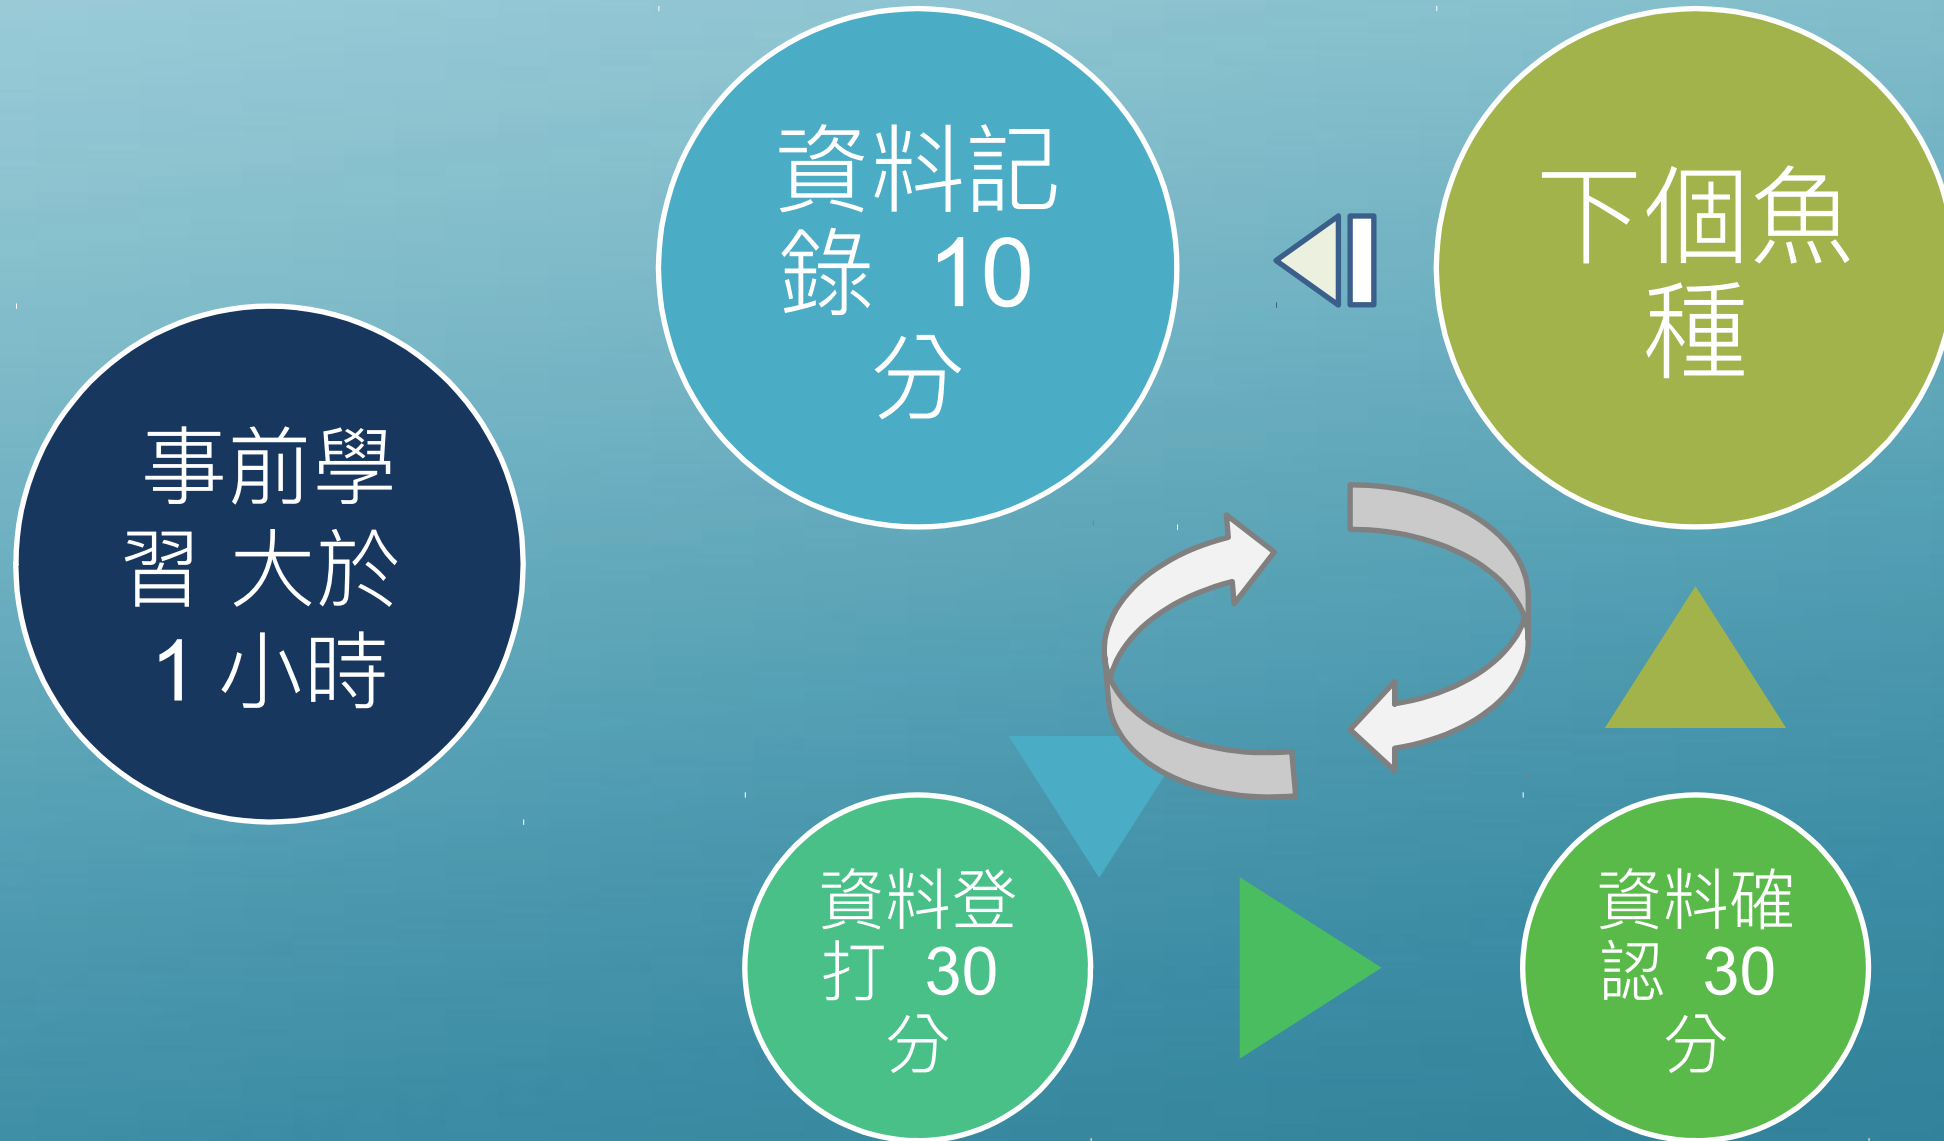 事前學
習 大於
1 小時
資料記
錄 10
分
下個魚
種
資料登
打 30
分
資料確
認 30
分